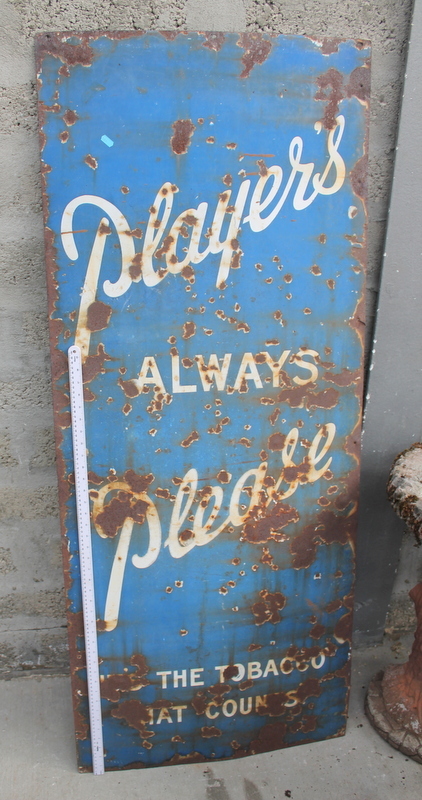 Player's
ALWAYS
Please
THE TOBACCO
COUNTS